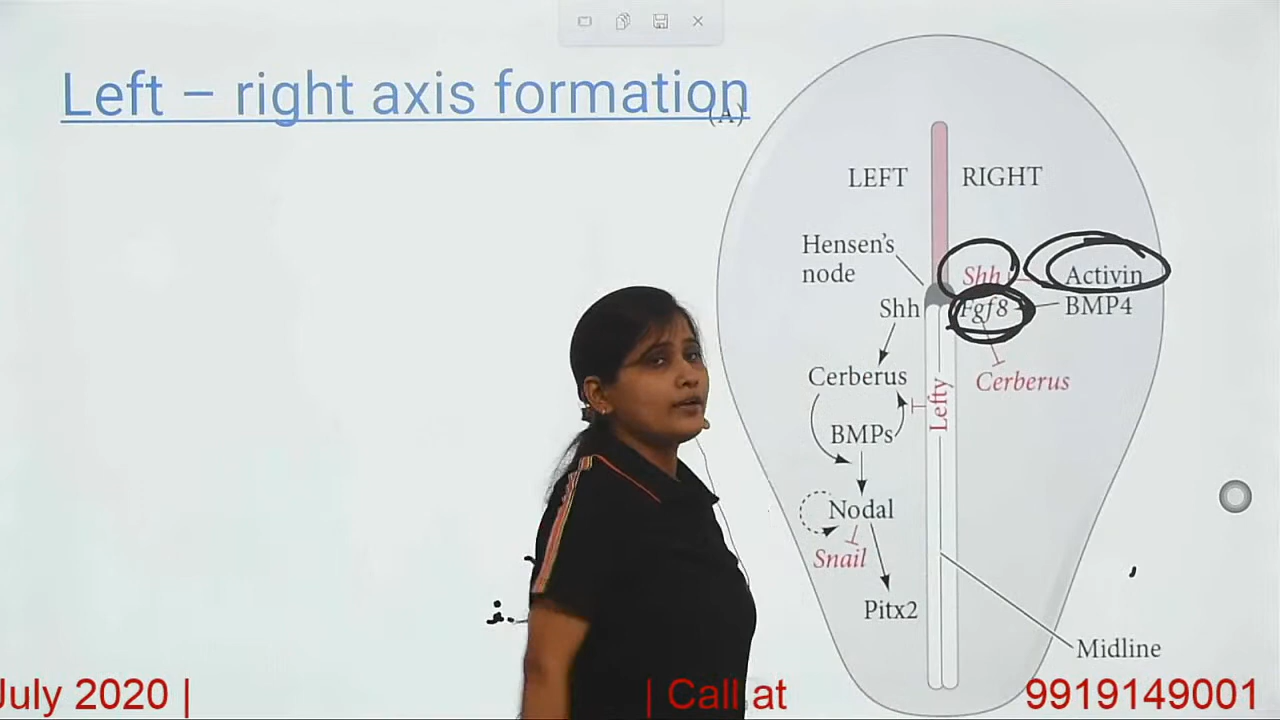 Left – right axis formation
(A)
LEFT RIGHT
Hensen's
node
Shh Activin
Shh Fgf8 BMP4
Cerberus Cerberus
Lefty
BMPs
Nodal
Snail
Pitx2
Midline
July 2020 | | Call at 9919149001